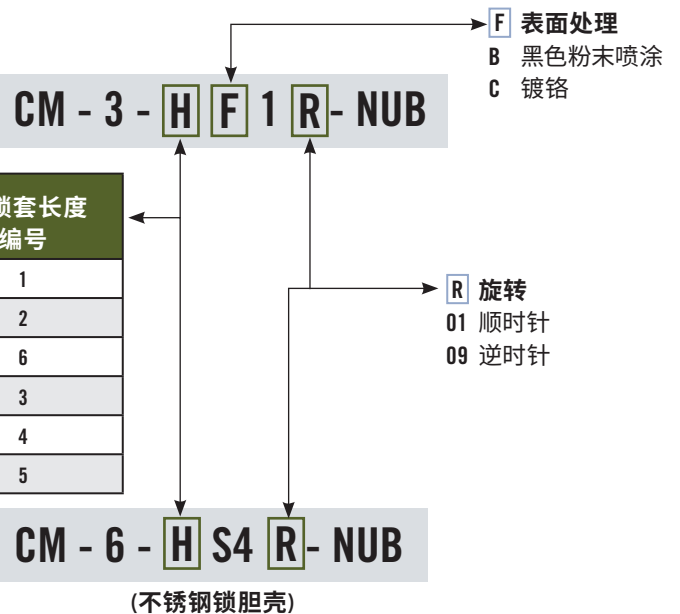 F 表面处理
B 黑色粉末喷涂
C 镀铬
CM - 3 - H F 1 R - NUB
锁套长度
编号
1
2
6
3
4
5
R 旋转
01 顺时针
09 逆时针
CM - 6 - H S4 R - NUB
(不锈钢锁胆壳)